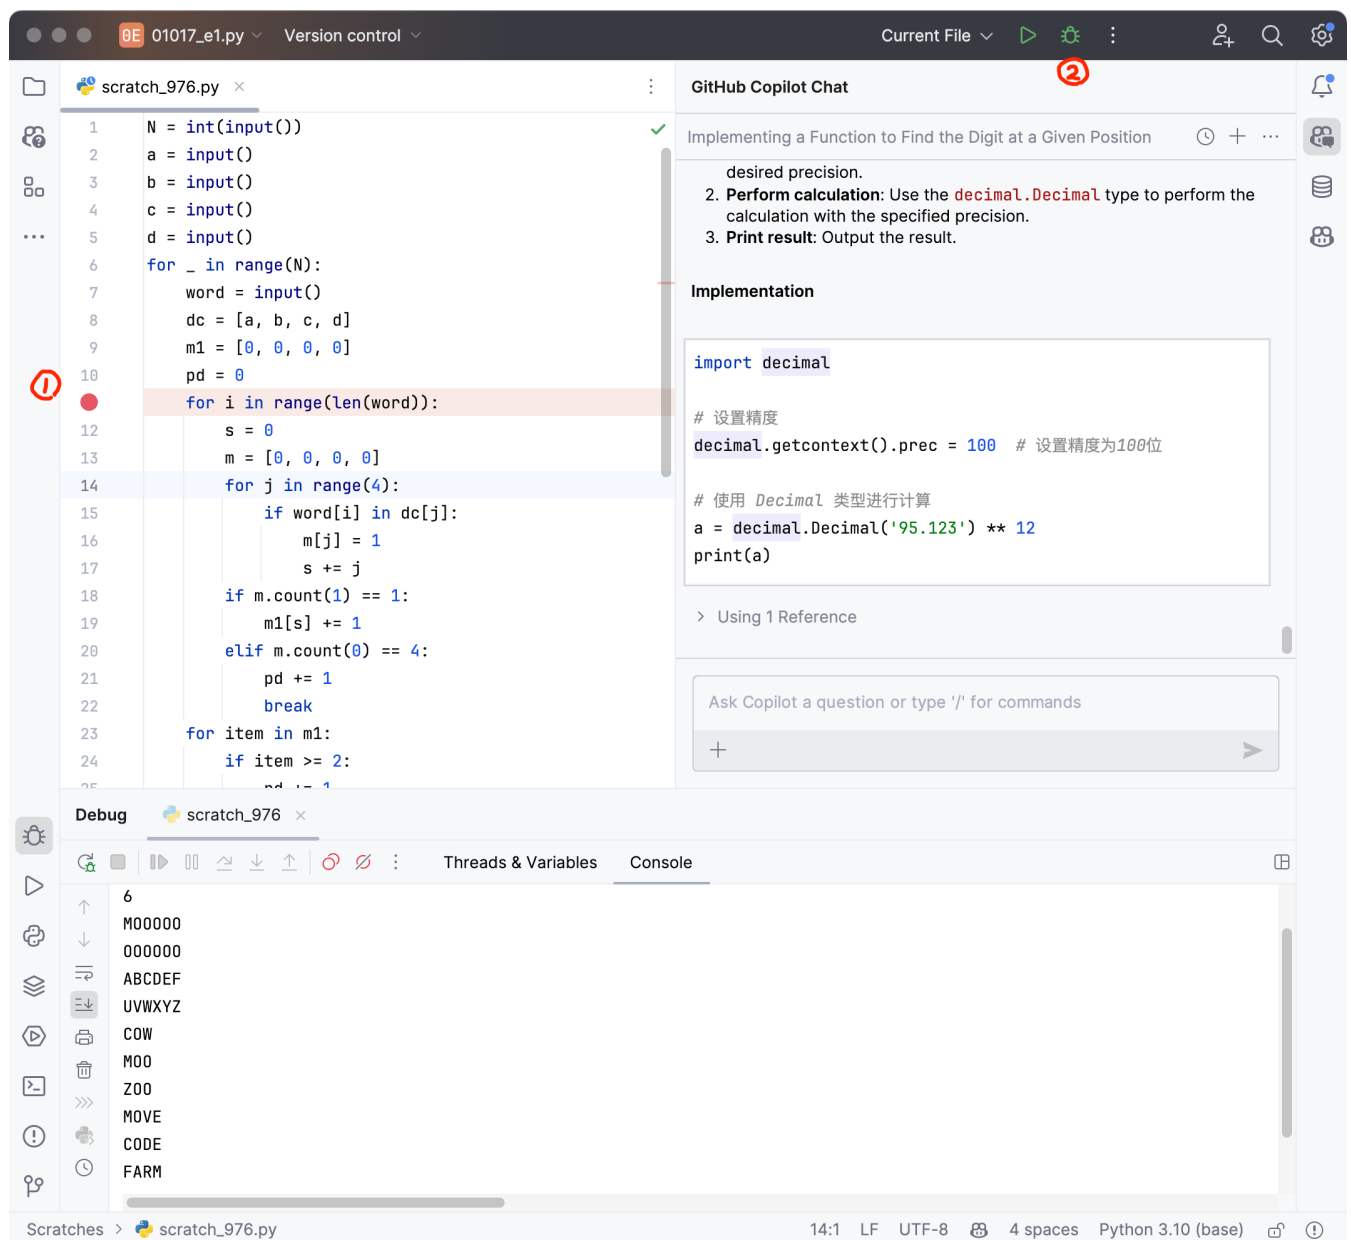 0E 01017_e1.py Version control Current File
②
scratch_976.py
1 N = int(input())
2 a = input()
3 b = input()
4 c = input()
5 d = input()
6 for _ in range(N):
7 word = input()
8 dc = [a, b, c, d]
9 m1 = [0, 0, 0, 0]
10 pd = 0
①
for i in range(len(word)):
12 s = 0
13 m = [0, 0, 0, 0]
14 for j in range(4):
15 if word[i] in dc[j]:
16 m[j] = 1
17 s += j
18 if m.count(1) == 1:
19 m1[s] += 1
20 elif m.count(0) == 4:
21 pd += 1
22 break
23 for item in m1:
24 if item >= 2:
25 pd += 1
GitHub Copilot Chat
Implementing a Function to Find the Digit at a Given Position
desired precision.
2. Perform calculation: Use the decimal.Decimal type to perform the
calculation with the specified precision.
3. Print result: Output the result.
Implementation
import decimal
# 设置精度
decimal.getcontext().prec = 100 # 设置精度为100位
# 使用 Decimal 类型进行计算
a = decimal.Decimal('95.123') ** 12
print(a)
Using 1 Reference
Ask Copilot a question or type '/' for commands
Debug scratch_976
Threads & Variables Console
6
MOOOOO
OOOOOO
ABCDEF
UVWXYZ
COW
MOO
ZOO
MOVE
CODE
FARM
Scratches > scratch_976.py 14:1 LF UTF-8 4 spaces Python 3.10 (base)